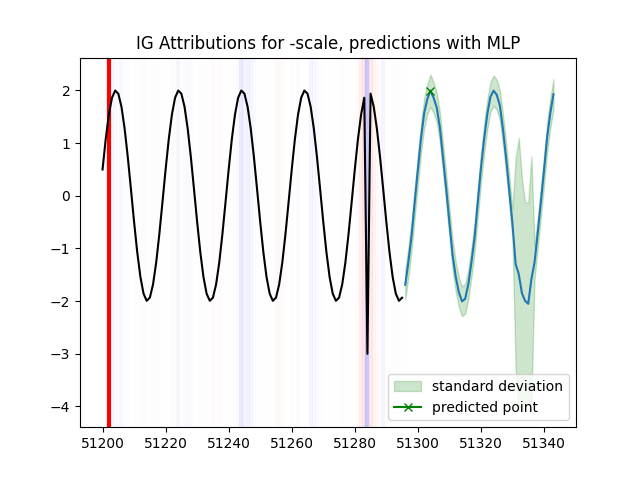 IG Attributions for -scale, predictions with MLP
2
1
0
−1
−2
−3
−4
standard deviation
predicted point
51200 51220 51240 51260 51280 51300 51320 51340